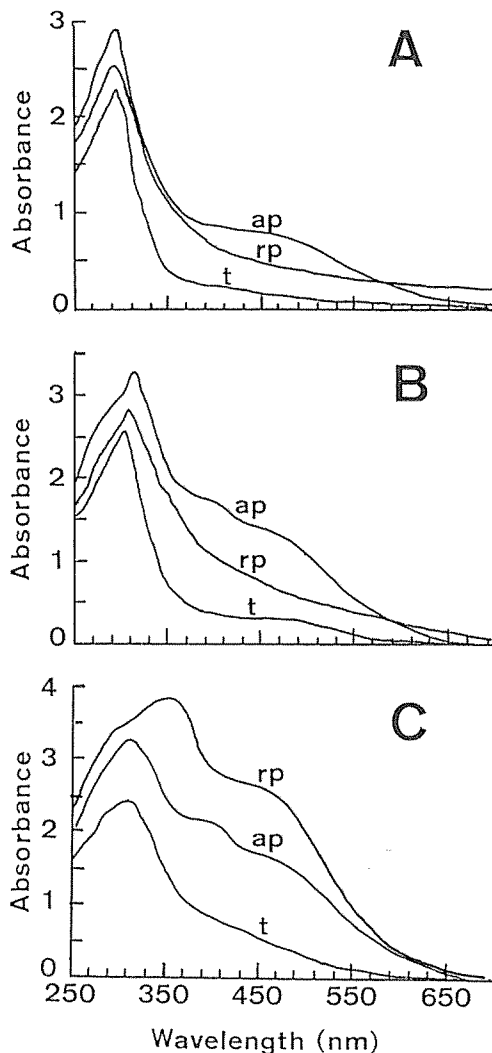 A
3
2
1
0
Absorbance
ap
rp
t
B
3
2
1
0
Absorbance
ap
rp
t
C
4
3
2
1
0
Absorbance
rp
ap
t
250 350 450 550 650
Wavelength (nm)